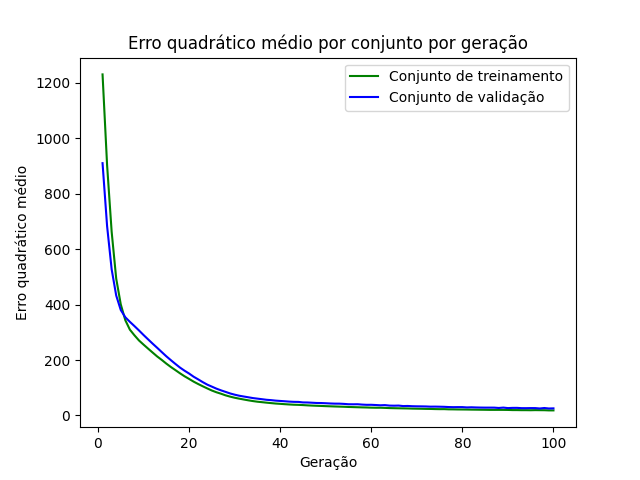 Erro quadrático médio por conjunto por geração
Conjunto de treinamento
Conjunto de validação
Erro quadrático médio
1200
1000
800
600
400
200
0
0 20 40 60 80 100
Geração